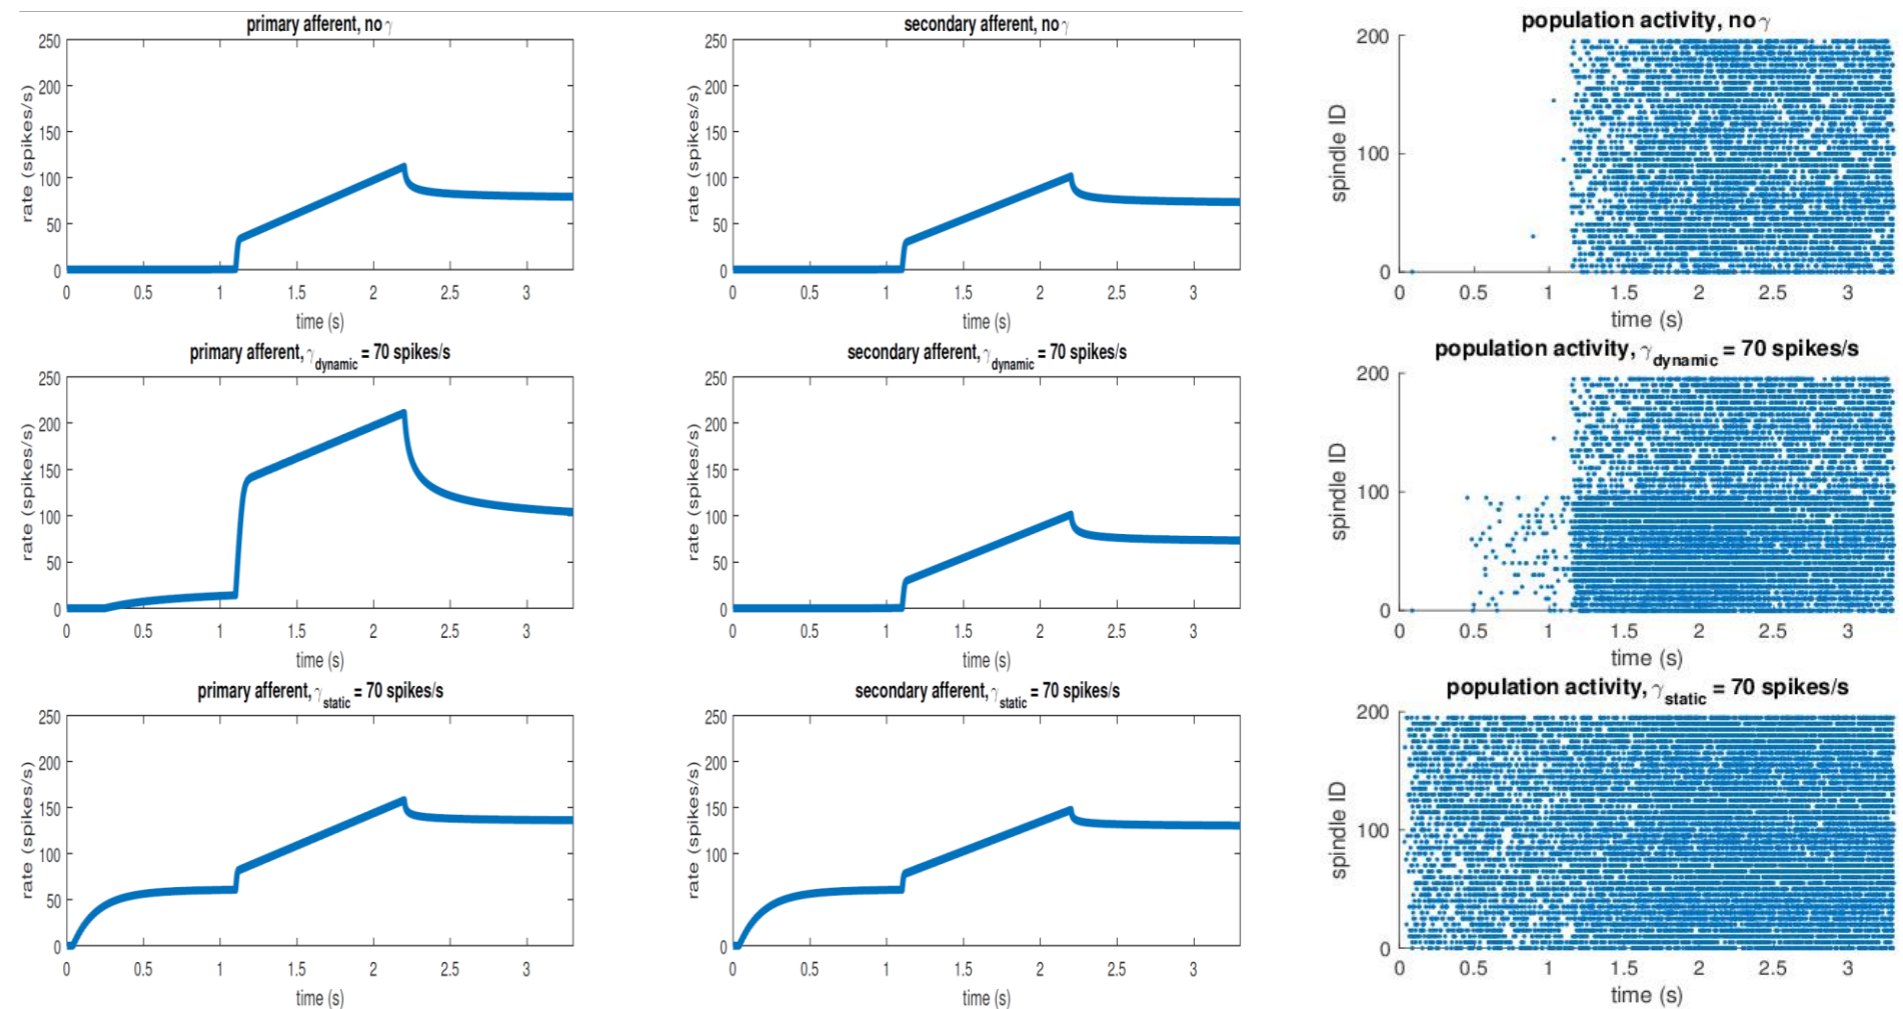 primary afferent, no γ
250
200
150
100
50
0
rate (spikes/s)
0 0.5 1 1.5 2 2.5 3
time (s)
secondary afferent, no γ
250
200
150
100
50
0
rate (spikes/s)
0 0.5 1 1.5 2 2.5 3
time (s)
population activity, no γ
200
100
0
spindle ID
0 0.5 1 1.5 2 2.5 3
time (s)
primary afferent, γdynamic = 70 spikes/s
250
200
150
100
50
0
rate (spikes/s)
0 0.5 1 1.5 2 2.5 3
time (s)
secondary afferent, γdynamic = 70 spikes/s
250
200
150
100
50
0
rate (spikes/s)
0 0.5 1 1.5 2 2.5 3
time (s)
population activity, γdynamic = 70 spikes/s
200
100
0
spindle ID
0 0.5 1 1.5 2 2.5 3
time (s)
primary afferent, γstatic = 70 spikes/s
250
200
150
100
50
0
rate (spikes/s)
0 0.5 1 1.5 2 2.5 3
time (s)
secondary afferent, γstatic = 70 spikes/s
250
200
150
100
50
0
rate (spikes/s)
0 0.5 1 1.5 2 2.5 3
time (s)
population activity, γstatic = 70 spikes/s
200
100
0
spindle ID
0 0.5 1 1.5 2 2.5 3
time (s)